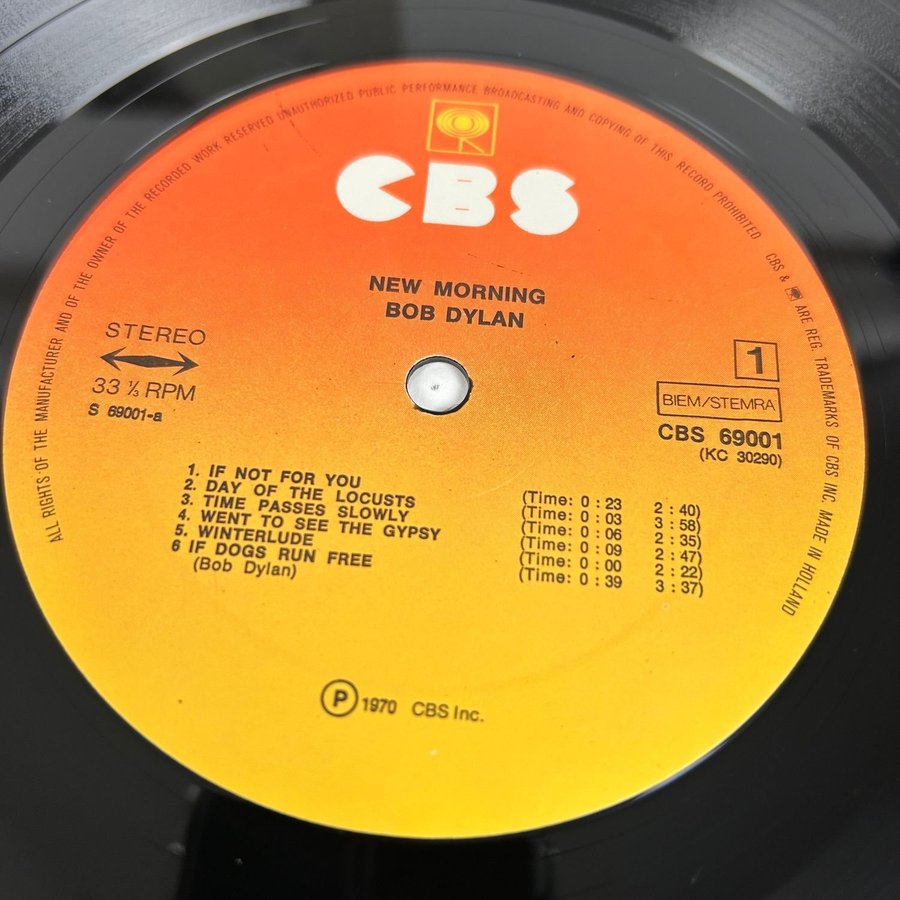 ALL RIGHTS OF THE MANUFACTURER AND OF THE OWNER OF THE RECORDED WORK RESERVED UNAUTHORIZED PUBLIC PERFORMANCE BROADCASTING AND COPYING OF THIS RECORD PROHIBITED
CBS & ARE REG. TRADEMARKS OF CBS INC. MADE IN HOLLAND
CBS
NEW MORNING
BOB DYLAN
STEREO
33 ⅓ RPM
S 69001-a
1
BIEM/STEMRA
CBS 69001
(KC 30290)
1. IF NOT FOR YOU (Time: 0 : 23 2 : 40)
2. DAY OF THE LOCUSTS (Time: 0 : 03 3 : 58)
3. TIME PASSES SLOWLY (Time: 0 : 06 2 : 35)
4. WENT TO SEE THE GYPSY (Time: 0 : 09 2 : 47)
5. WINTERLUDE (Time: 0 : 00 2 : 22)
6 IF DOGS RUN FREE (Time: 0 : 39 3 : 37)
(Bob Dylan)
Ⓟ 1970 CBS Inc.